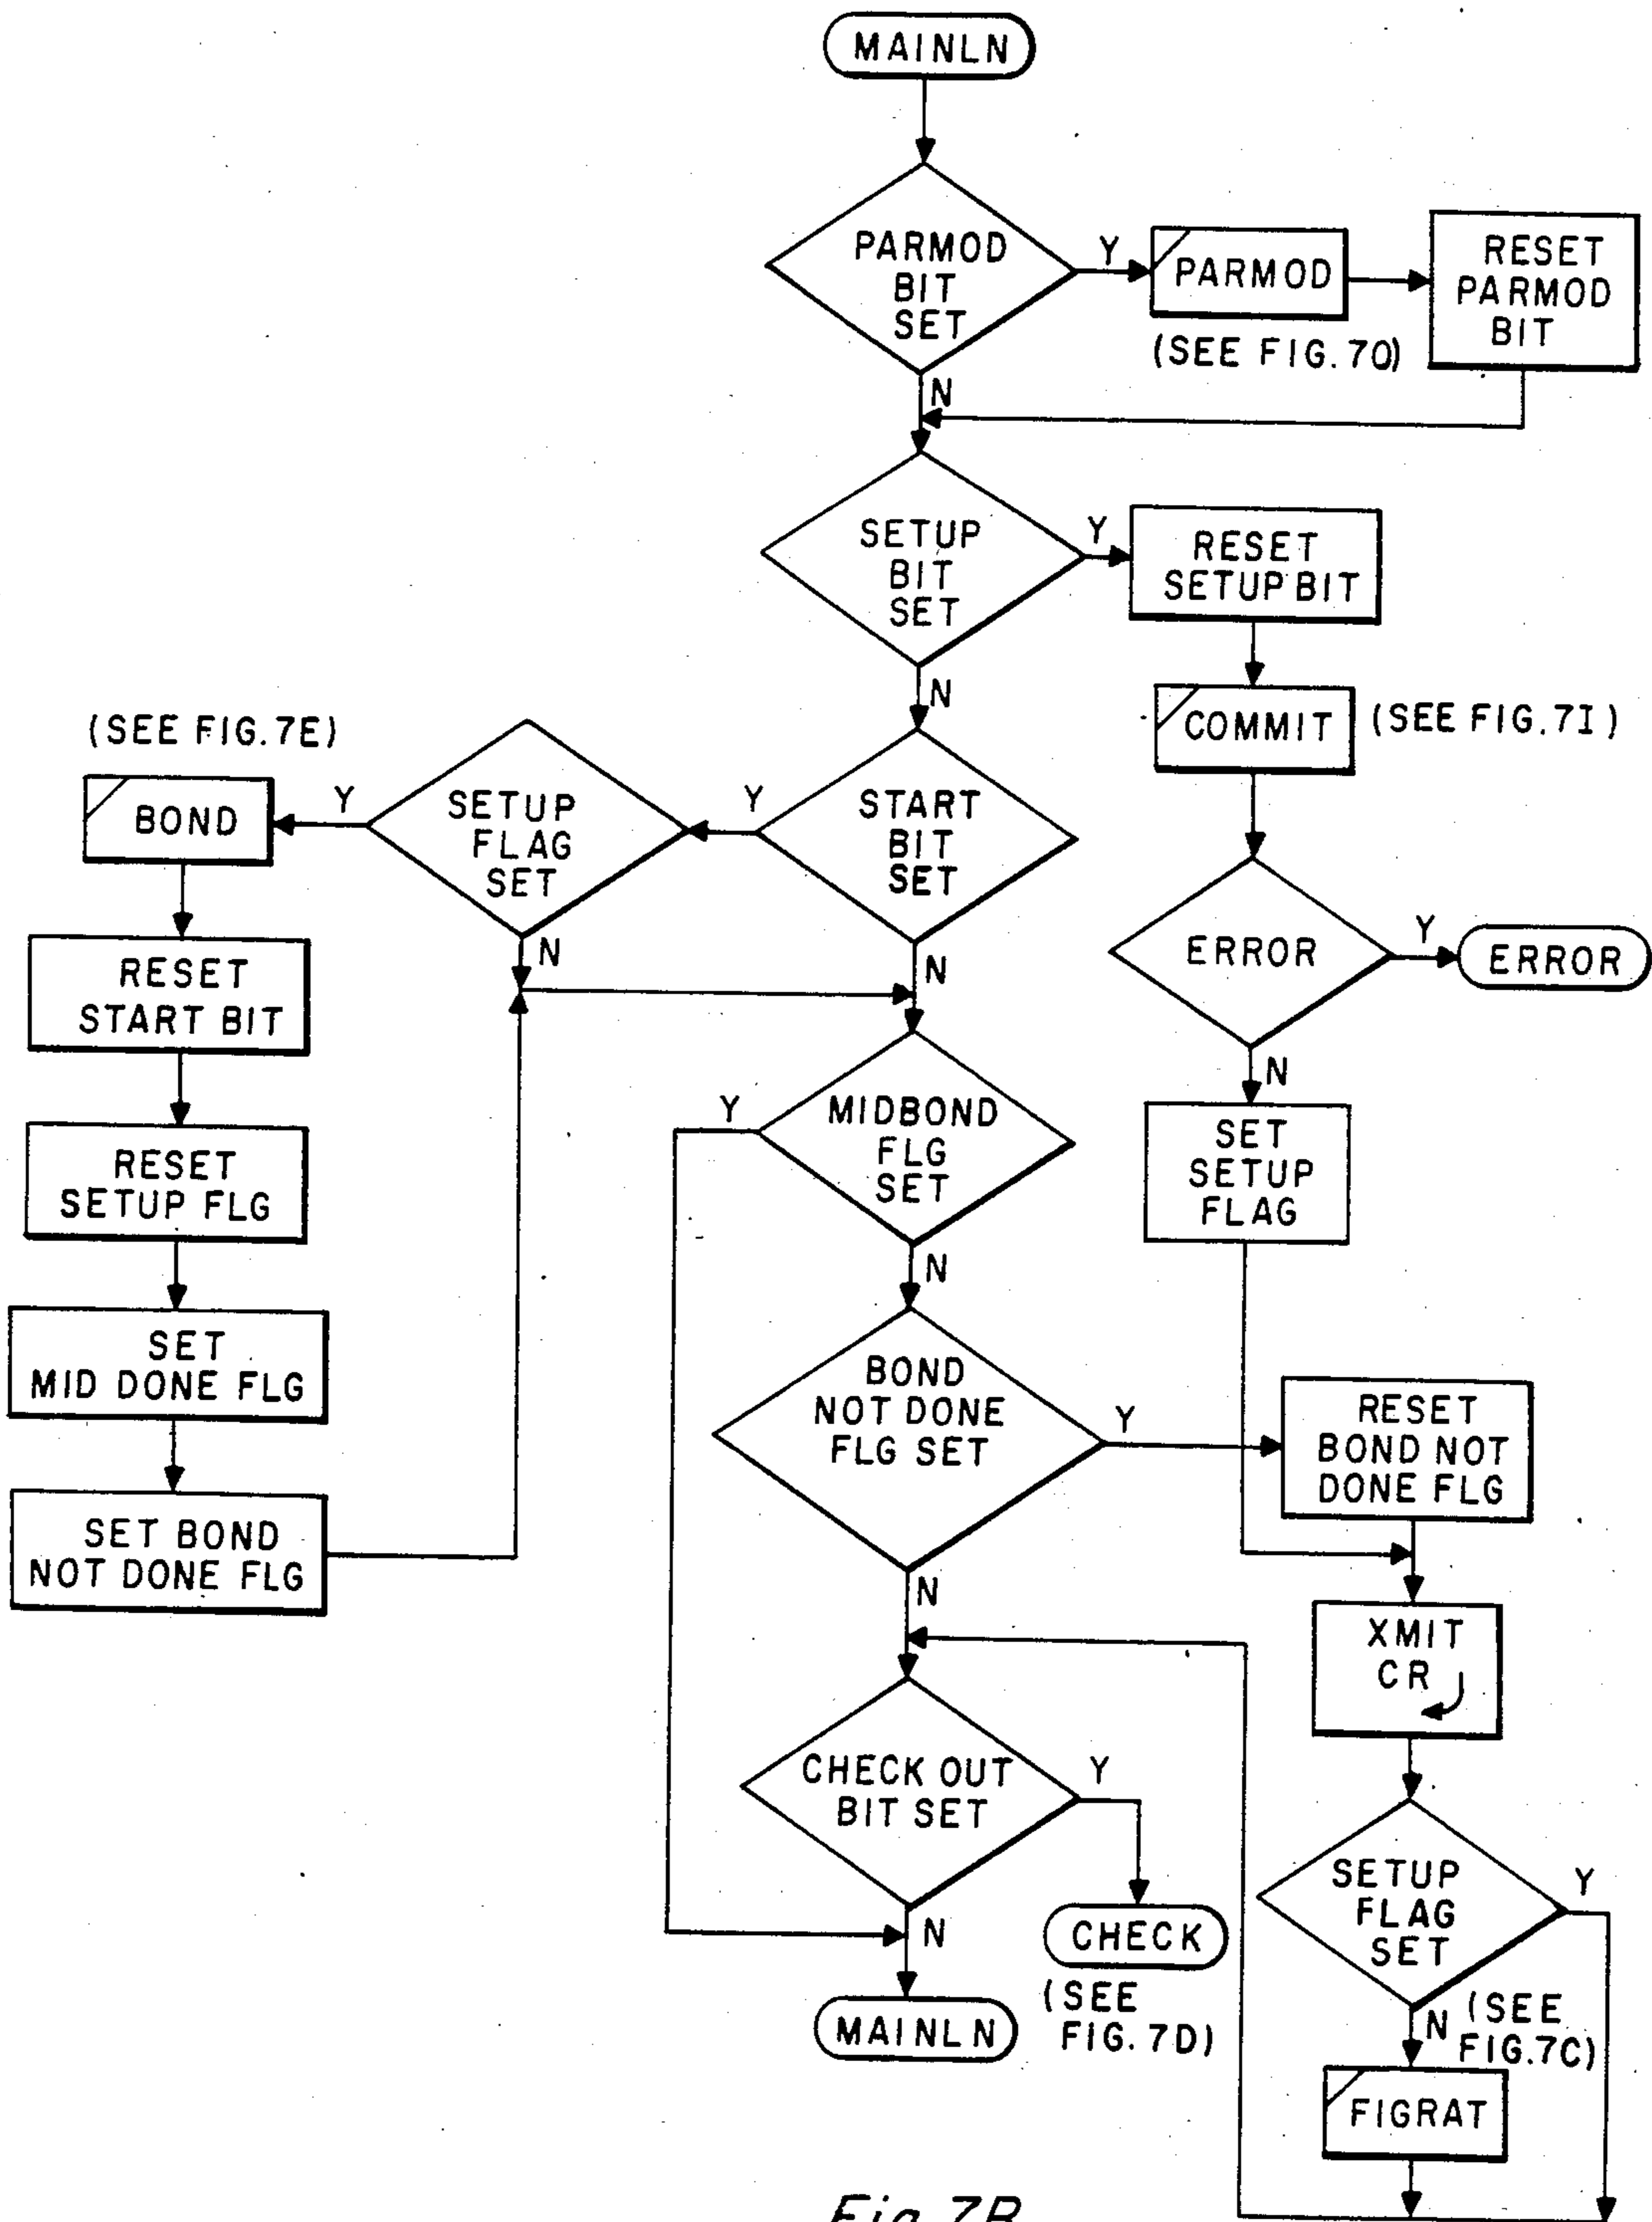 MAINLN
PARMOD
BIT
SET
Y
PARMOD
(SEE FIG. 7O)
RESET
PARMOD
BIT
N
SETUP
BIT
SET
Y
RESET
SETUP BIT
N
COMMIT
(SEE FIG. 7I)
(SEE FIG. 7E)
BOND
Y
SETUP
FLAG
SET
Y
START
BIT
SET
N
N
ERROR
Y
ERROR
N
RESET
START BIT
RESET
SETUP FLG
SET
MID DONE FLG
SET BOND
NOT DONE FLG
Y
MIDBOND
FLG
SET
N
SET
SETUP
FLAG
BOND
NOT DONE
FLG SET
Y
RESET
BOND NOT
DONE FLG
N
XMIT
CR
CHECK OUT
BIT SET
Y
N
CHECK
(SEE
FIG. 7D)
MAINLN
SETUP
FLAG
SET
Y
N
(SEE
FIG. 7C)
FIGRAT
Fig. 7B